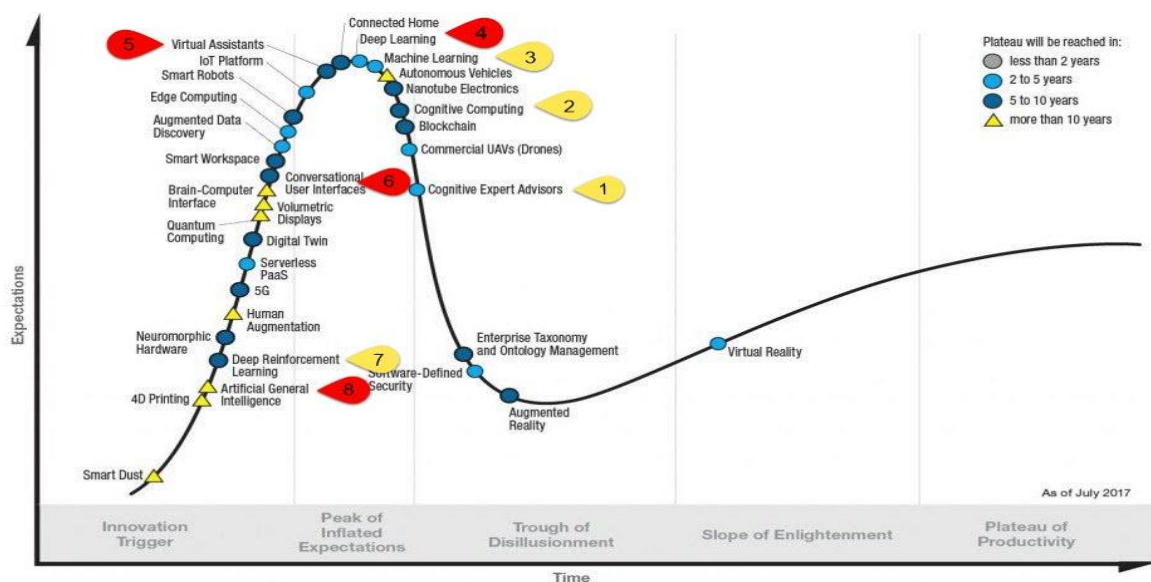 Connected Home
Deep Learning
4
5
Virtual Assistants
IoT Platform
Smart Robots
Edge Computing
Augmented Data
Discovery
Smart Workspace
Brain-Computer
Interface
Quantum
Computing
Machine Learning
3
Autonomous Vehicles
Nanotube Electronics
Cognitive Computing
2
Blockchain
Commercial UAVs (Drones)
Cognitive Expert Advisors
1
Conversational
User Interfaces
6
Volumetric
Displays
Digital Twin
Serverless
PaaS
5G
Human
Augmentation
Neuromorphic
Hardware
Deep Reinforcement
Learning
7
Artificial General
Intelligence
8
4D Printing
Smart Dust
Enterprise Taxonomy
and Ontology Management
Software-Defined
Security
Augmented
Reality
Virtual Reality
Plateau will be reached in:
less than 2 years
2 to 5 years
5 to 10 years
more than 10 years
As of July 2017
Expectations
Innovation
Trigger
Peak of
Inflated
Expectations
Trough of
Disillusionment
Slope of Enlightenment
Plateau of
Productivity
Time